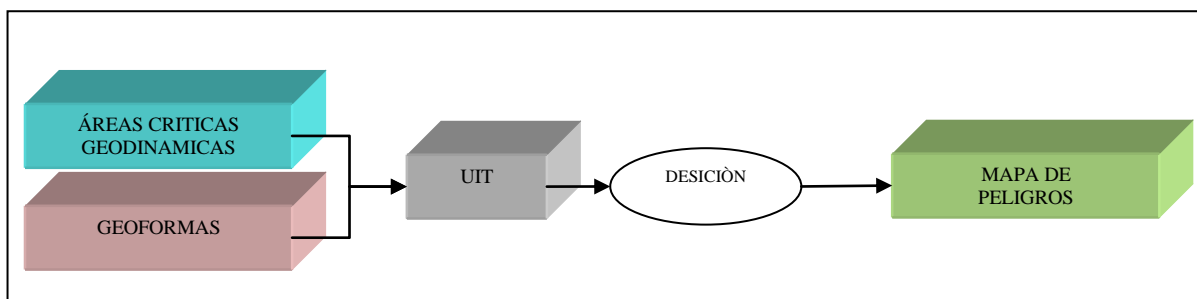 ÁREAS CRITICAS
GEODINAMICAS
GEOFORMAS
UIT
DESICIÒN
MAPA DE
PELIGROS